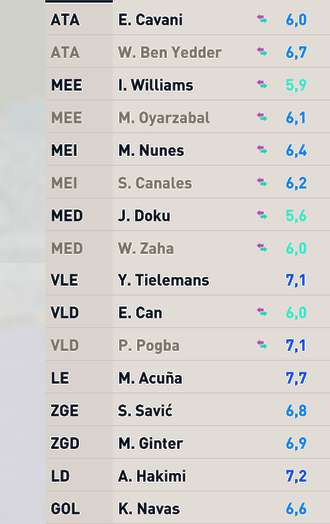 ATA E. Cavani 6,0
ATA W. Ben Yedder 6,7
MEE I. Williams 5,9
MEE M. Oyarzabal 6,1
MEI M. Nunes 6,4
MEI S. Canales 6,2
MED J. Doku 5,6
MED W. Zaha 6,0
VLE Y. Tielemans 7,1
VLD E. Can 6,0
VLD P. Pogba 7,1
LE M. Acuña 7,7
ZGE S. Savić 6,8
ZGD M. Ginter 6,9
LD A. Hakimi 7,2
GOL K. Navas 6,6